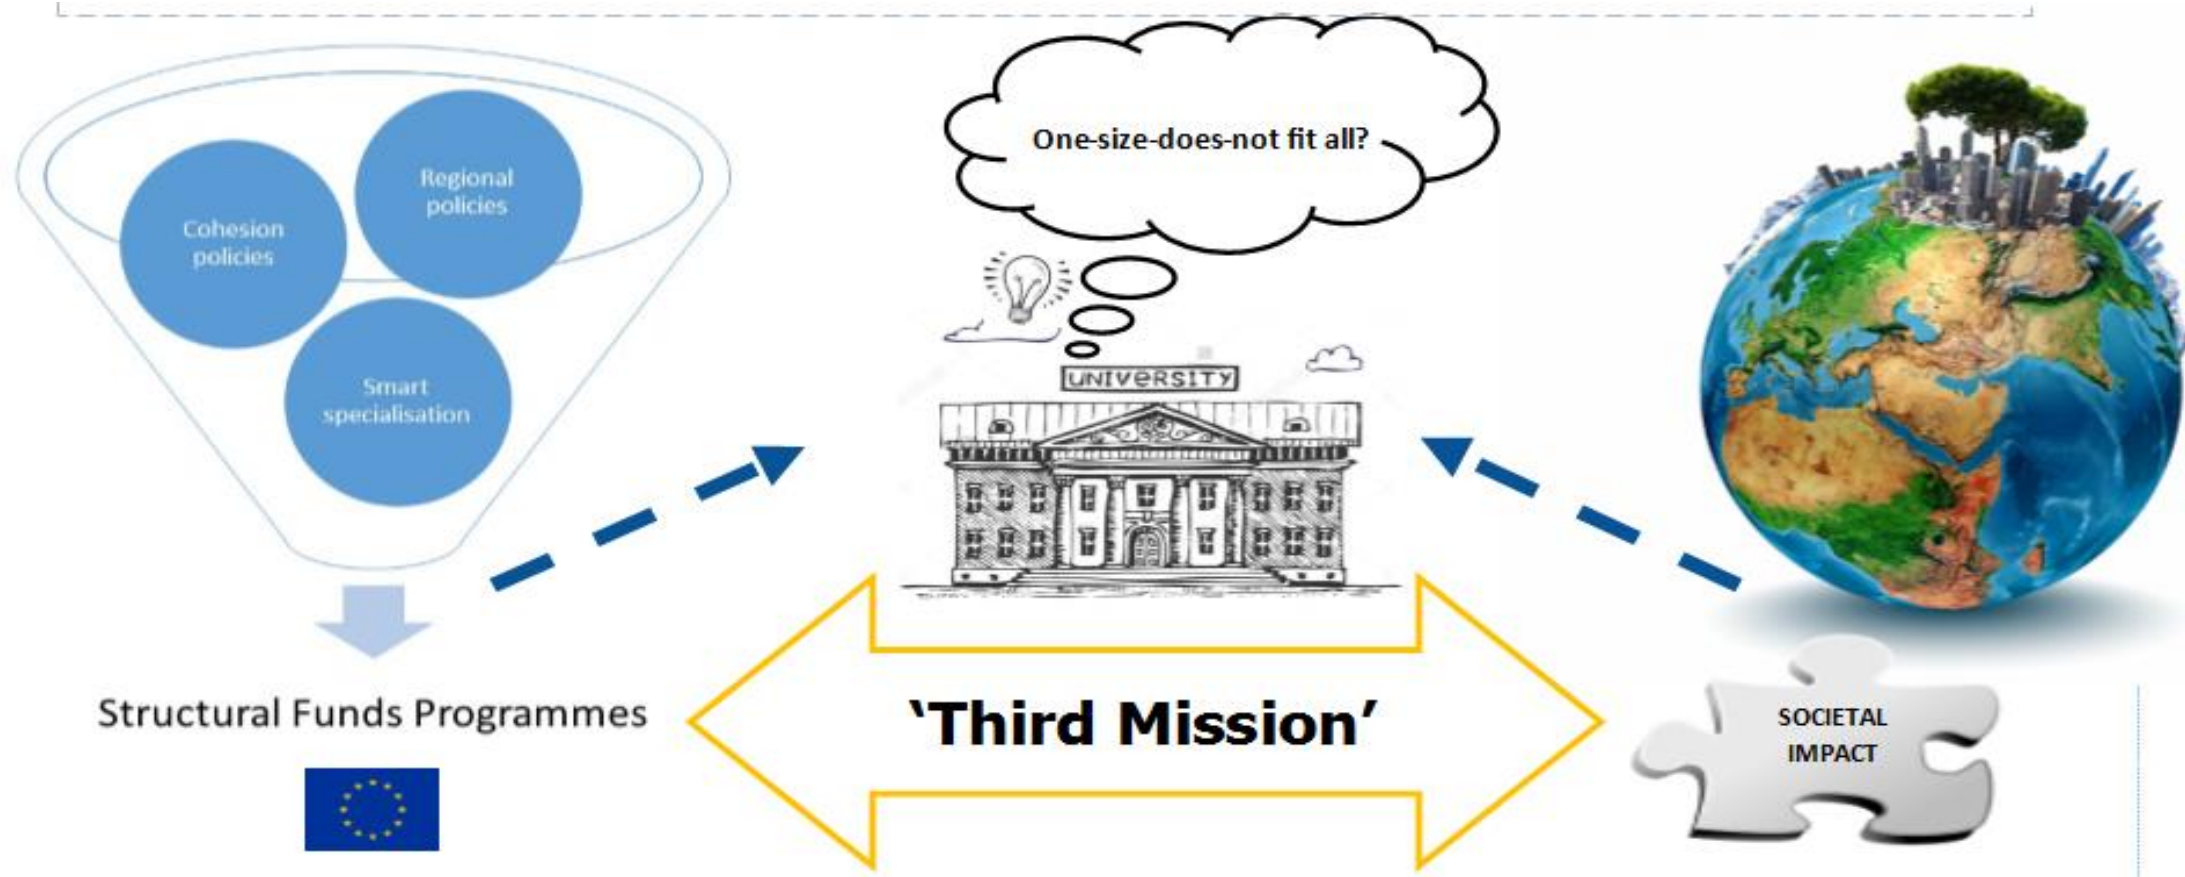 One-size-does-not fit all?
Regional
policies
Cohesion
policies
Smart
specialisation
UNIVERSITY
Structural Funds Programmes
‘Third Mission’
SOCIETAL
IMPACT